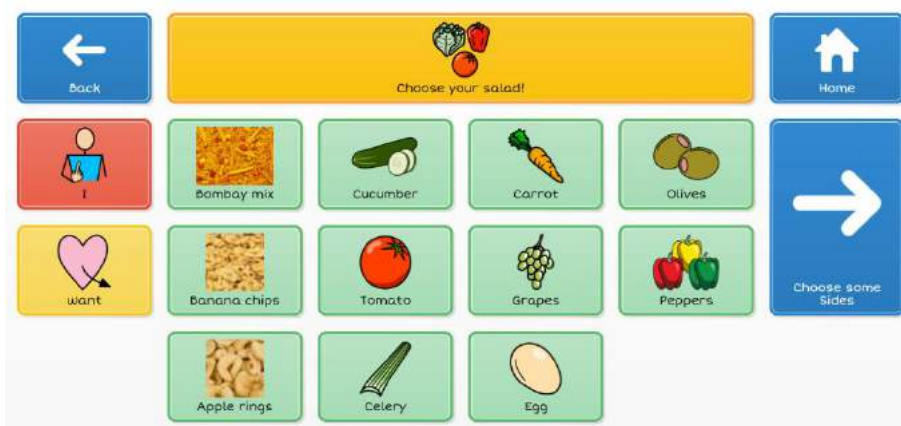 Back
Choose your salad!
Home
I
Bombay mix
Cucumber
Carrot
Olives
want
Banana chips
Tomato
Grapes
Peppers
Choose some
Sides
Apple rings
Celery
Egg